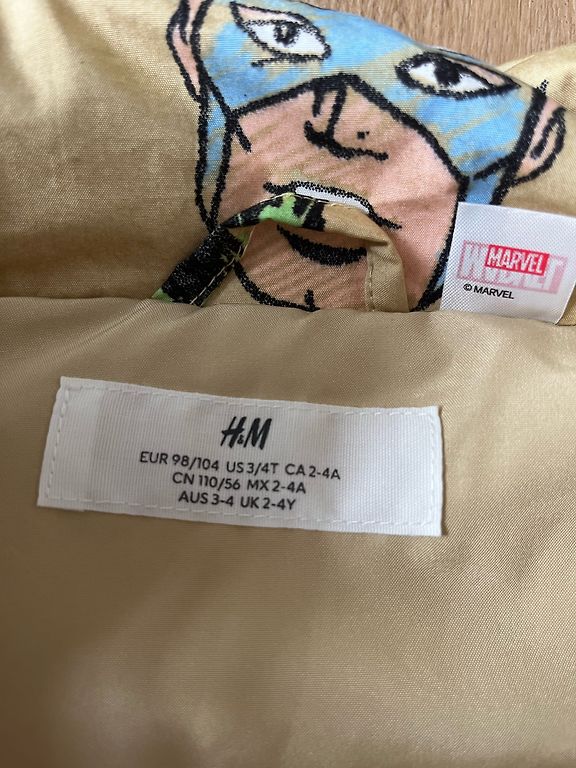 MARVEL
© MARVEL
H&M
EUR 98/104 US 3/4T CA 2-4A
CN 110/56 MX 2-4A
AUS 3-4 UK 2-4Y